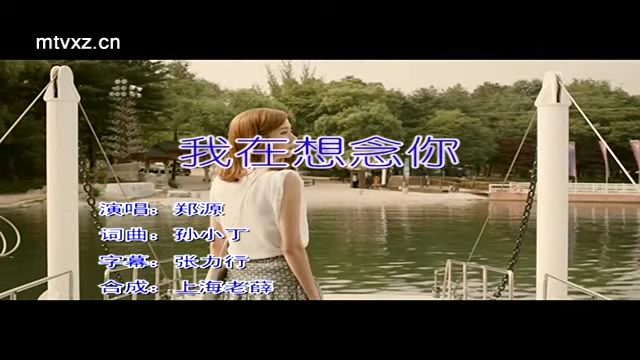 mtvxz.cn
我在想念你
演唱：郑源
词曲：孙小丁
字幕：张力行
合成：上海老薛